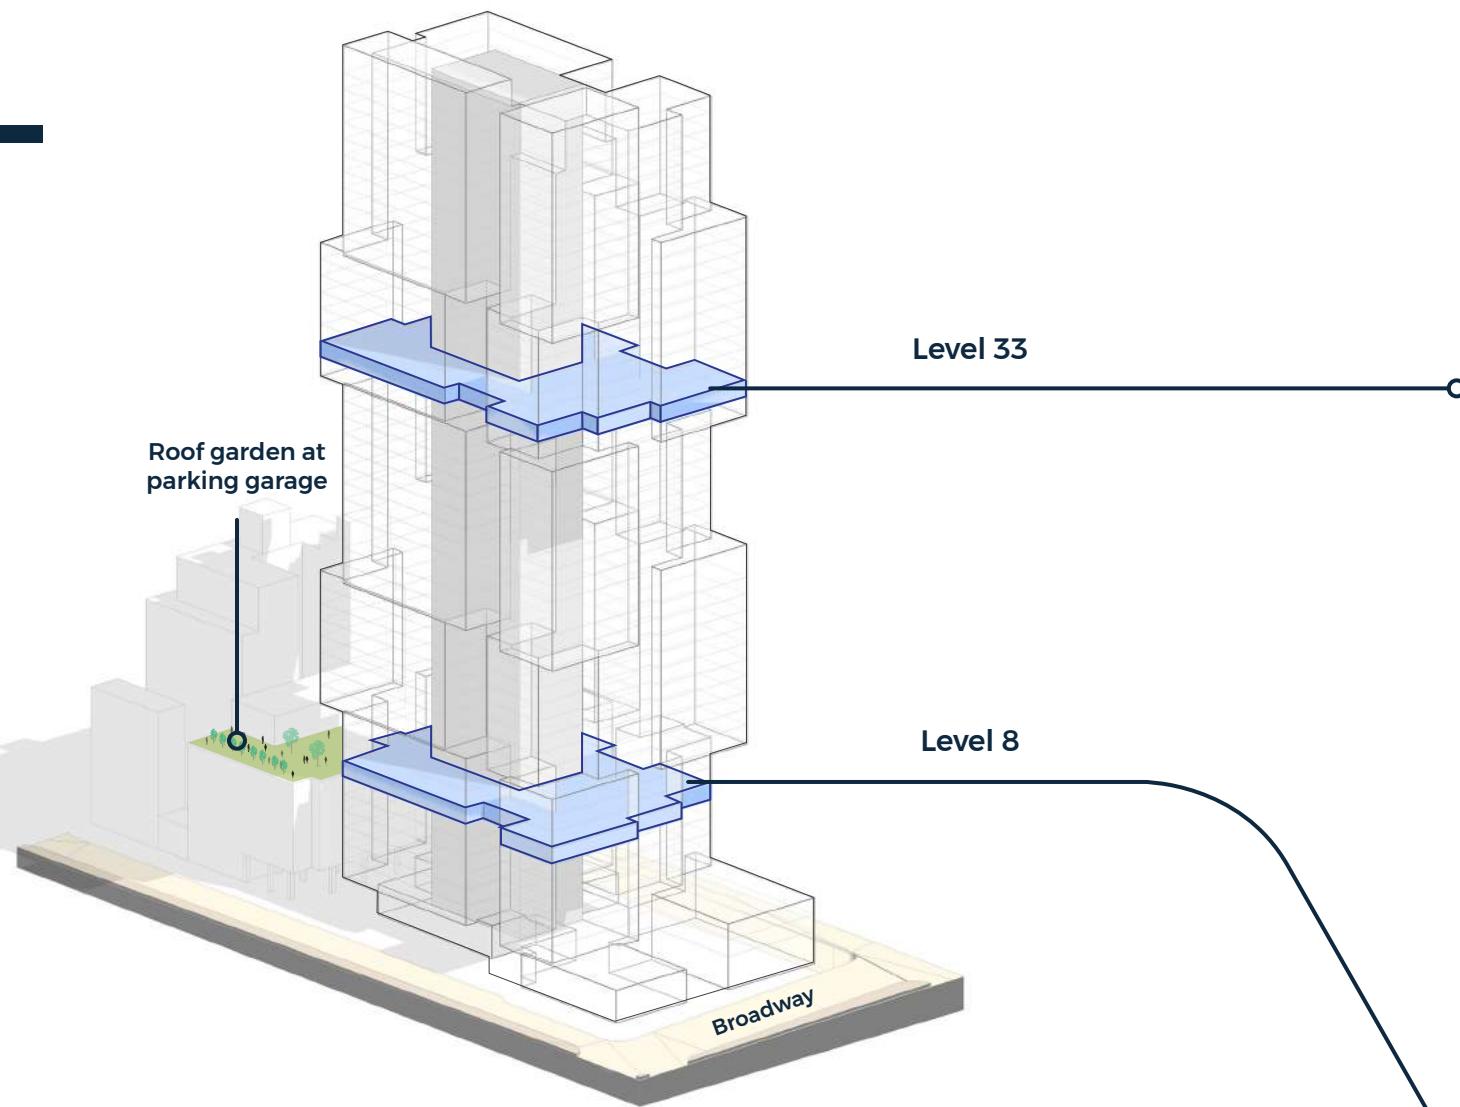 Level 33
Roof garden at
parking garage
Level 8
Broadway